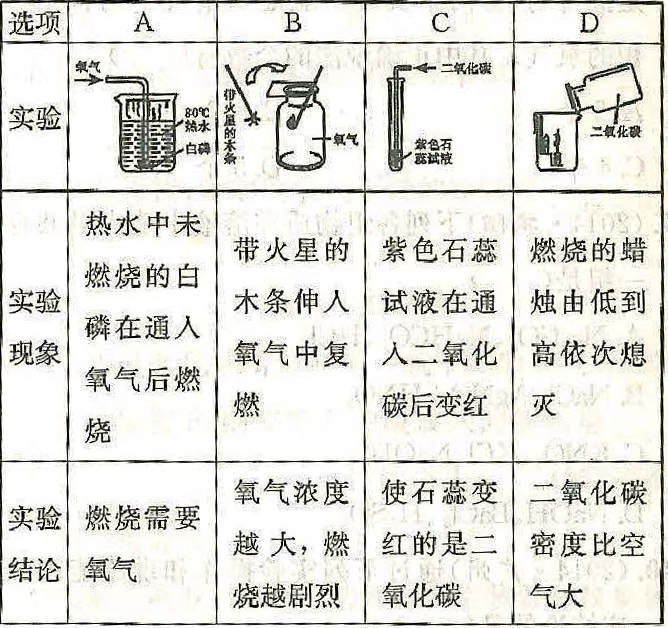 选项 A B C D
实验
氧气
80℃
热水
白磷
带火星的木条
氧气
二氧化碳
紫色石
蕊试液
二氧化碳
实验
现象
热水中未
燃烧的白
磷在通入
氧气后燃
烧
带火星的
木条伸入
氧气中复
燃
紫色石蕊
试液在通
入二氧化
碳后变红
燃烧的蜡
烛由低到
高依次熄
灭
实验
结论
燃烧需要
氧气
氧气浓度
越大，燃
烧越剧烈
使石蕊变
红的是二
氧化碳
二氧化碳
密度比空
气大